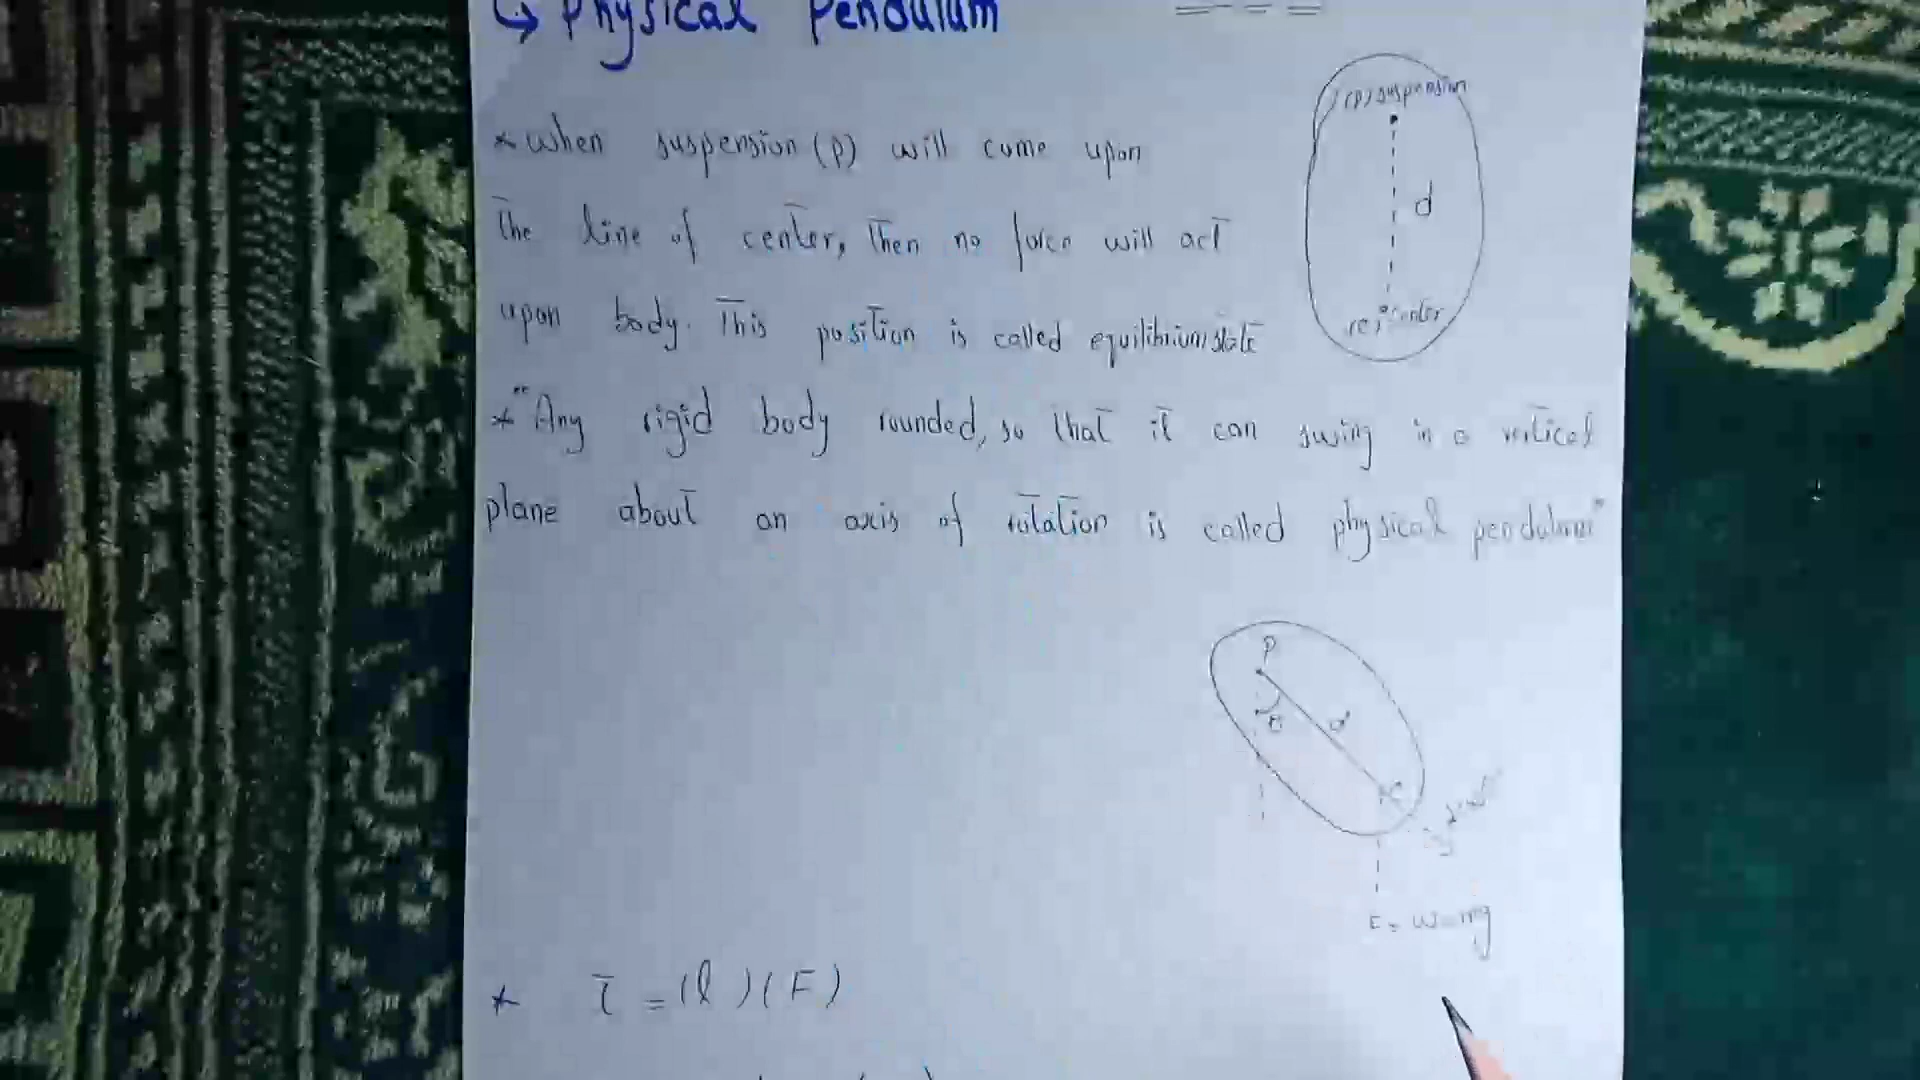 ↳ Physical Pendulum
(P) suspension
* when suspension (P) will come upon
The line of center, Then no force will act
d
upon body. This position is called equilibrium state
(C) center
* "Any rigid body rounded, so that it can swing in a vertical
plane about an axis of rotation is called physical pendulum"
P
θ
d
C
F = W = mg
* τ = (l)(F)